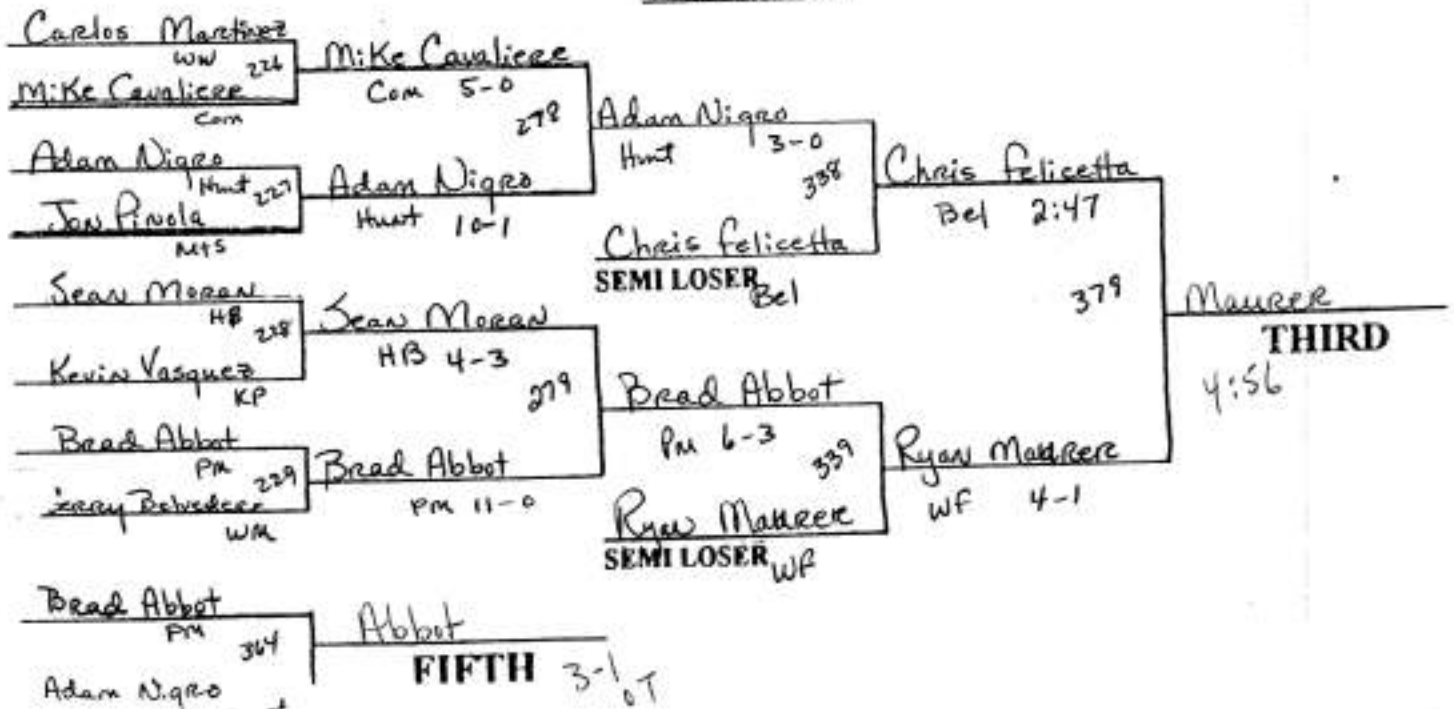 Carlos Martinez
WW 226
Mike Cavaliere
Com
Mike Cavaliere
Com 5-0
278
Adam Nigro
Hunt 227
Jon Pinola
MtS
Adam Nigro
Hunt 10-1
Adam Nigro
Hunt 3-0
338
Chris Felicetta
SEMI LOSER Bel
Chris Felicetta
Bel 2:47
379
Sean Moran
HB 228
Kevin Vasquez
KP
Sean Moran
HB 4-3
279
Brad Abbot
PM 229
Belvedere
WM
Brad Abbot
PM 11-0
Brad Abbot
PM 6-3
339
Ryan Maurer
SEMI LOSER WF
Ryan Maurer
WF 4-1
Maurer
THIRD
4:56
Brad Abbot
PM
364
Adam Nigro
Abbot
FIFTH 3-1 OT